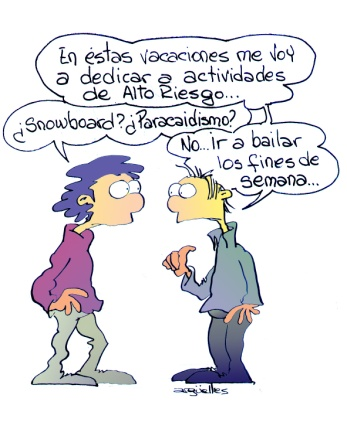 En éstas vacaciones me voy
a dedicar a actividades
de Alto Riesgo...
¿Snowboard? ¿Paracaidismo?
No...ir a bailar
los fines de
semana...
argüelles